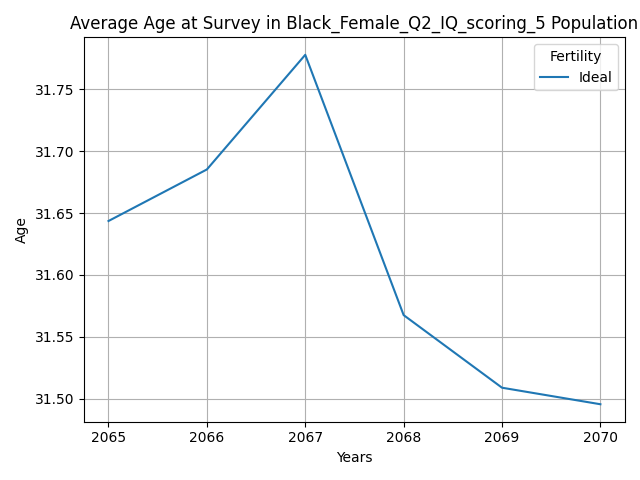 Average Age at Survey in Black_Female_Q2_IQ_scoring_5 Population
Fertility
Ideal
31.75
31.70
31.65
31.60
31.55
31.50
Age
2065 2066 2067 2068 2069 2070
Years